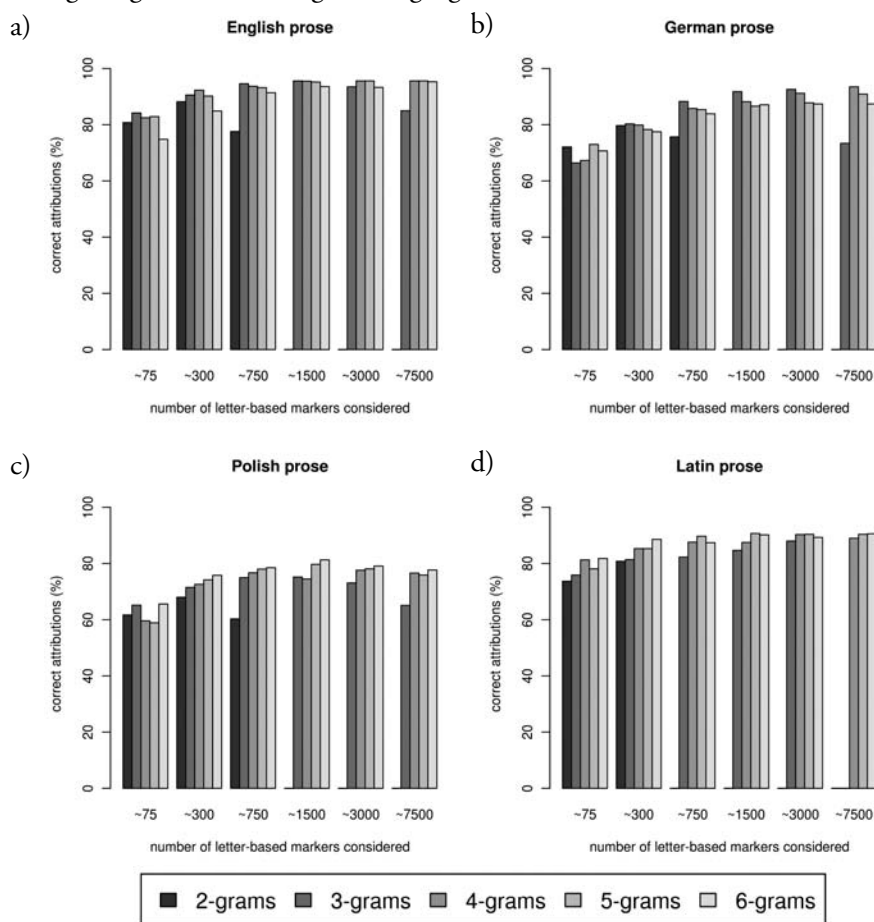 a)
English prose
correct attributions (%)
0
20
40
60
80
100
~75 ~300 ~750 ~1500 ~3000 ~7500
number of letter-based markers considered
b)
German prose
correct attributions (%)
0
20
40
60
80
100
~75 ~300 ~750 ~1500 ~3000 ~7500
number of letter-based markers considered
c)
Polish prose
correct attributions (%)
0
20
40
60
80
100
~75 ~300 ~750 ~1500 ~3000 ~7500
number of letter-based markers considered
d)
Latin prose
correct attributions (%)
0
20
40
60
80
100
~75 ~300 ~750 ~1500 ~3000 ~7500
number of letter-based markers considered
2-grams 3-grams 4-grams 5-grams 6-grams